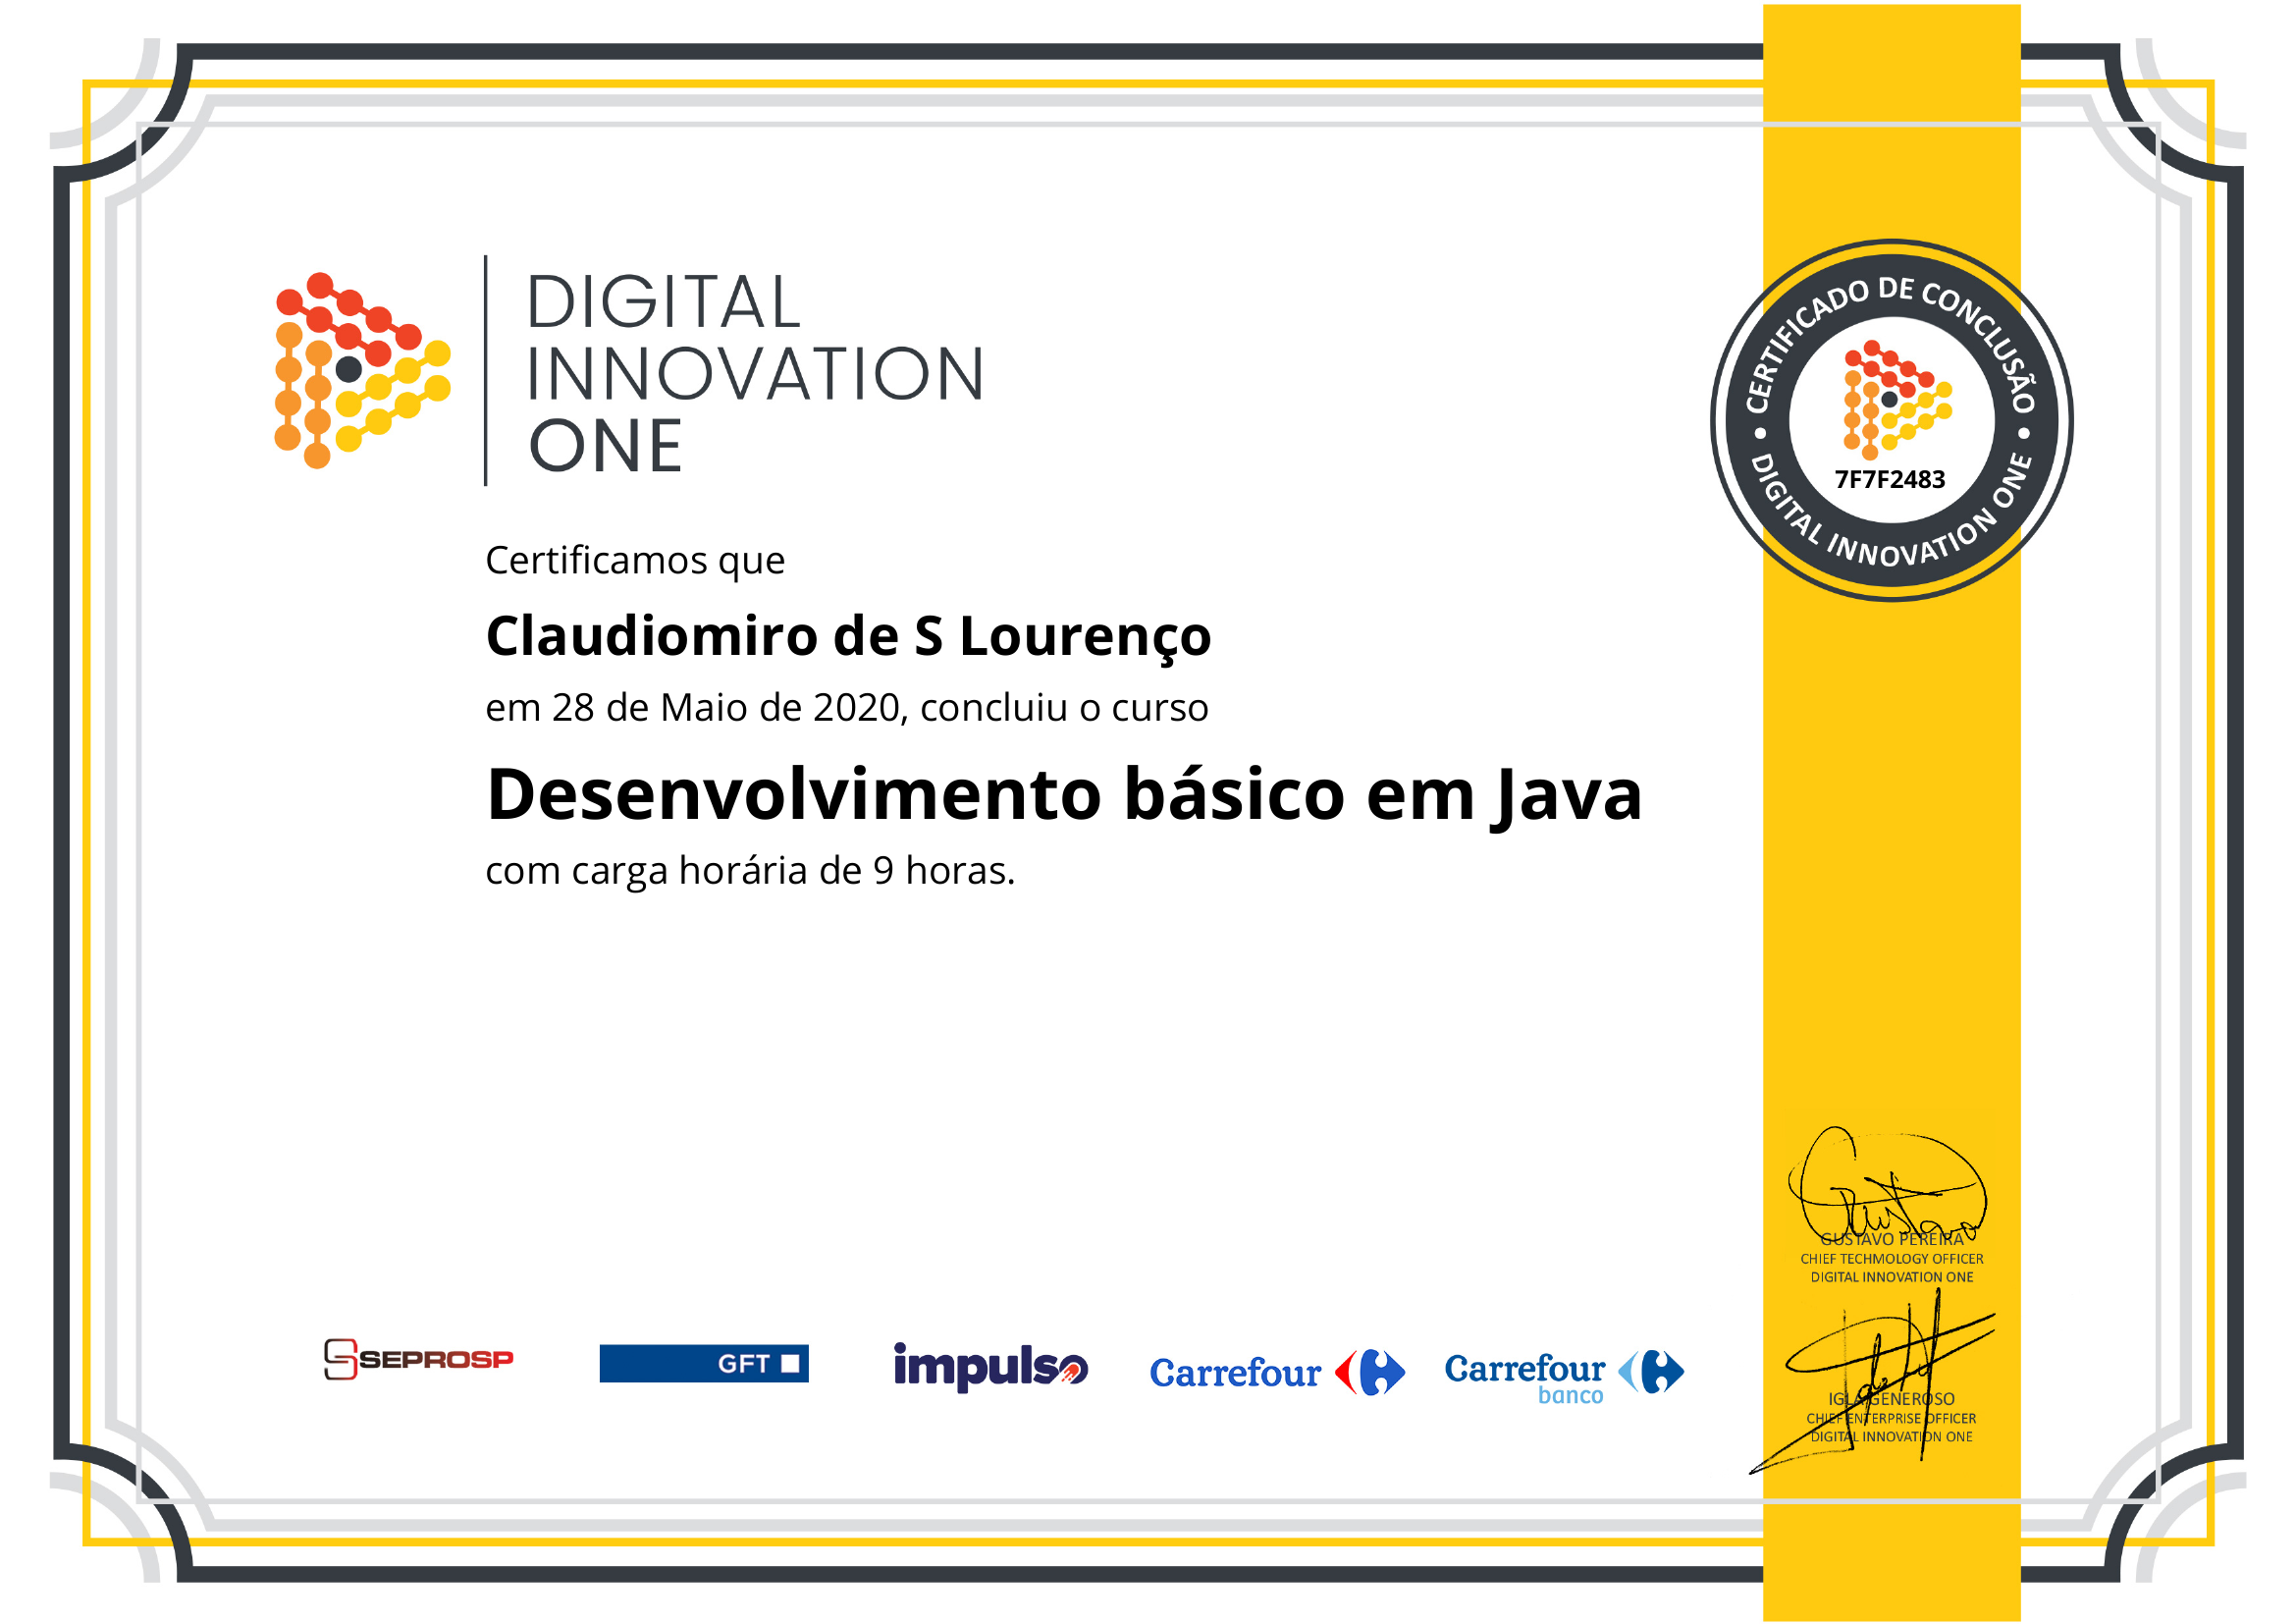 DIGITAL
INNOVATION
ONE
CERTIFICADO DE CONCLUSÃO
7F7F2483
DIGITAL INNOVATION ONE
Certificamos que
Claudiomiro de S Lourenço
em 28 de Maio de 2020, concluiu o curso
Desenvolvimento básico em Java
com carga horária de 9 horas.
GUSTAVO PEREIRA
CHIEF TECHMOLOGY OFFICER
DIGITAL INNOVATION ONE
IGLA GENEROSO
CHIEF ENTERPRISE OFFICER
DIGITAL INNOVATION ONE
SEPROSP
GFT
impulso
Carrefour
Carrefour
banco